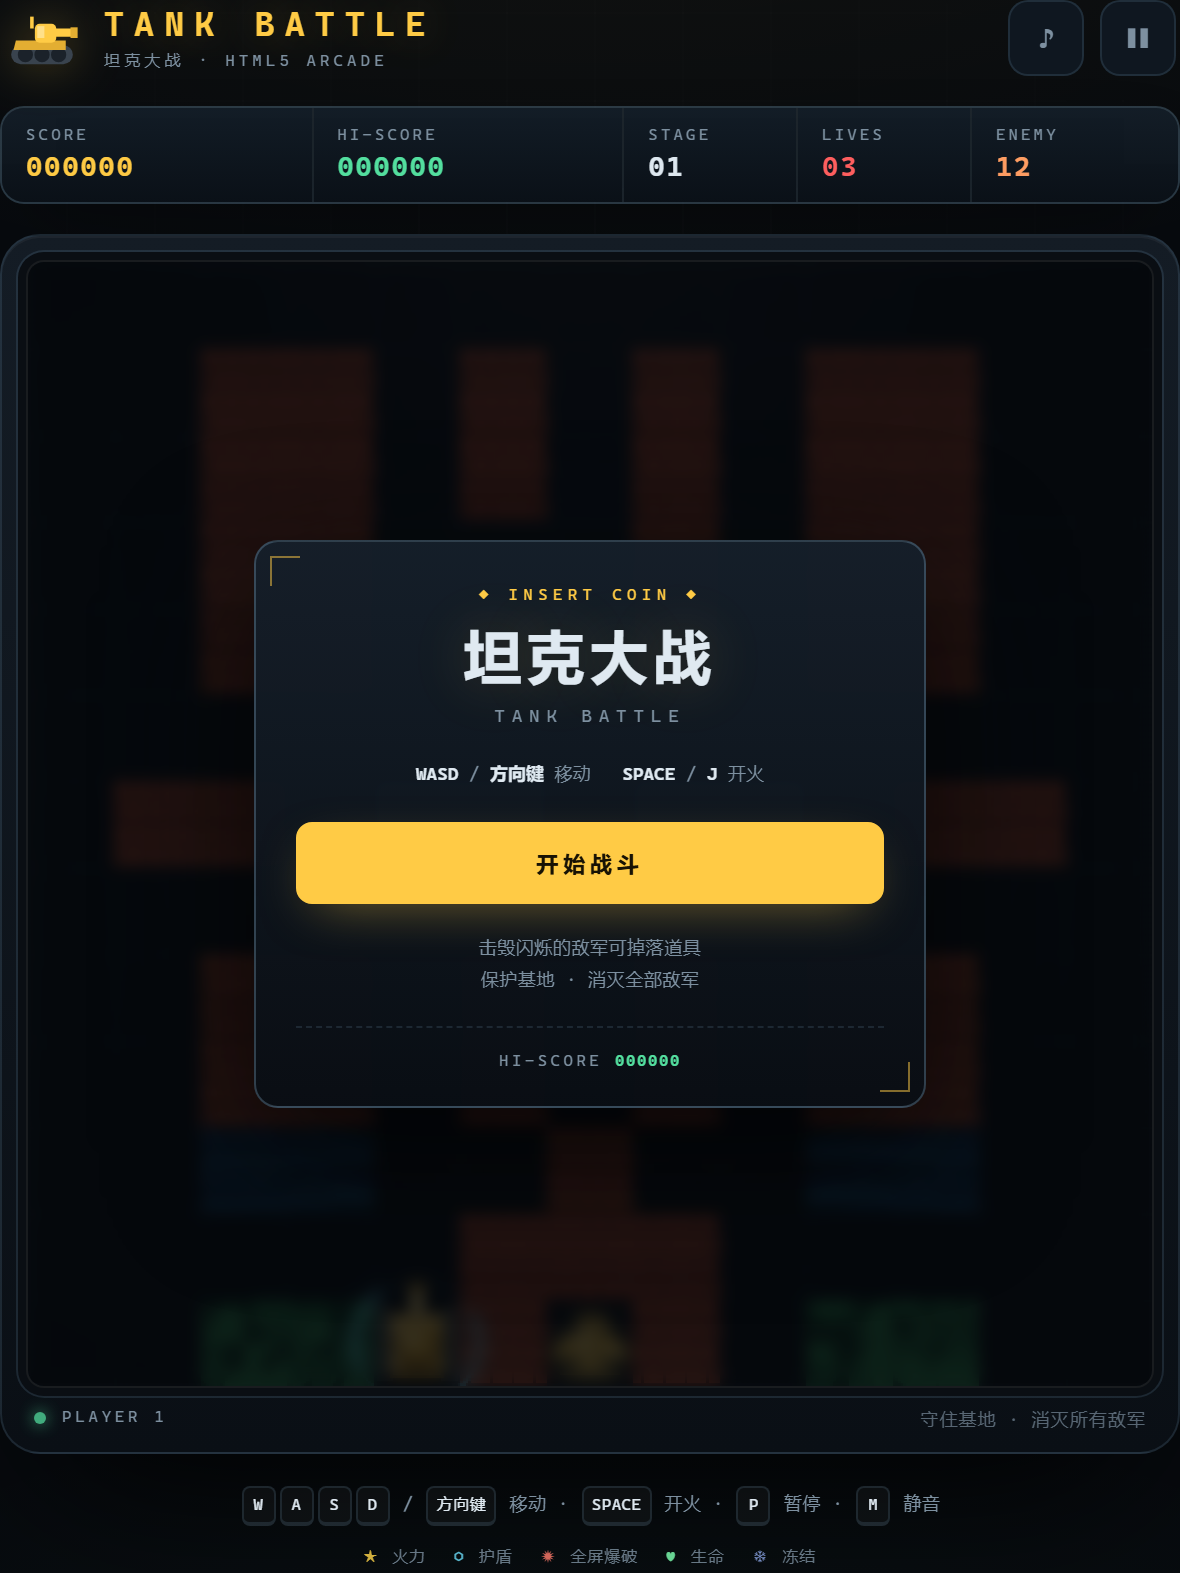 TANK BATTLE
坦克大战 · HTML5 ARCADE
SCORE
000000
HI-SCORE
000000
STAGE
01
LIVES
03
ENEMY
12
◆ INSERT COIN ◆
坦克大战
TANK BATTLE
WASD / 方向键 移动 SPACE / J 开火
开始战斗
击毁闪烁的敌军可掉落道具
保护基地 · 消灭全部敌军
HI-SCORE 000000
PLAYER 1
守住基地 · 消灭所有敌军
W A S D / 方向键 移动 · SPACE 开火 · P 暂停 · M 静音
火力 护盾 全屏爆破 生命 冻结